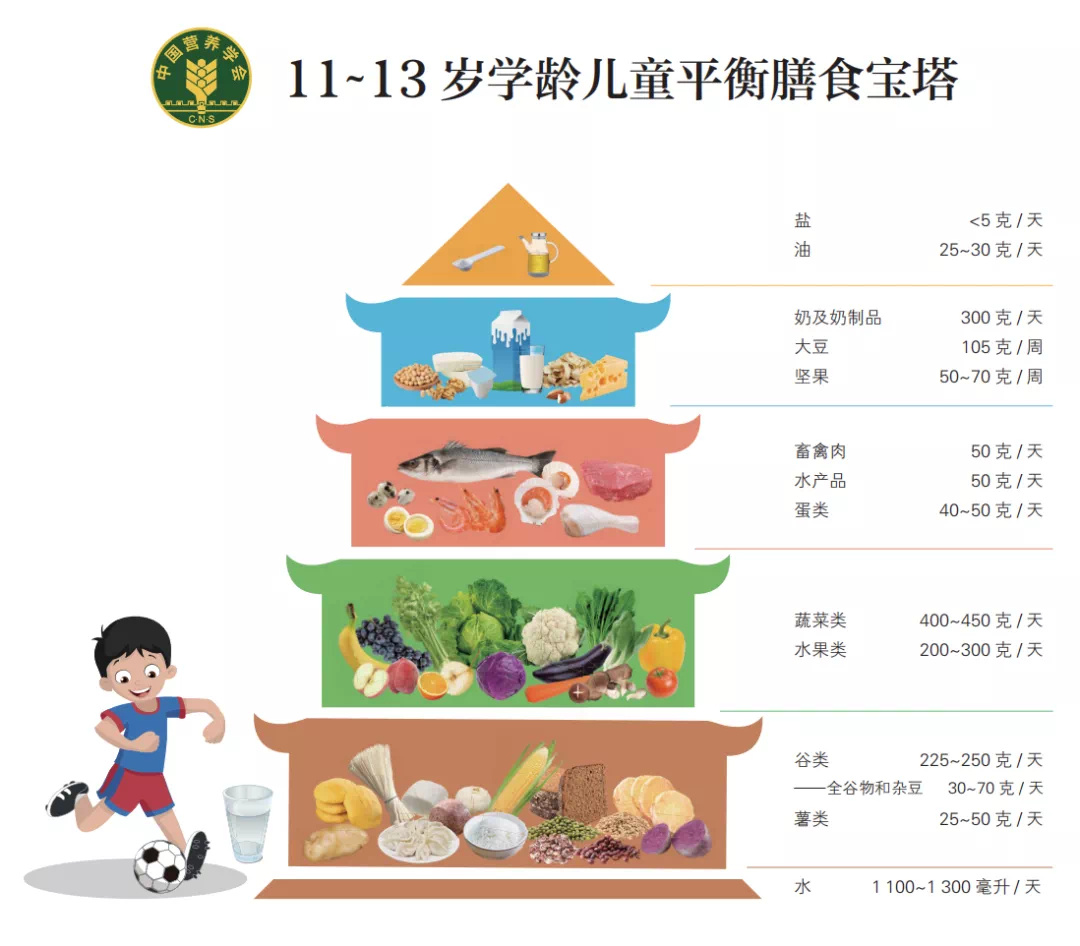 中国营养学会
C·N·S
11~13 岁学龄儿童平衡膳食宝塔
盐 <5 克 / 天
油 25~30 克 / 天
奶及奶制品 300 克 / 天
大豆 105 克 / 周
坚果 50~70 克 / 周
畜禽肉 50 克 / 天
水产品 50 克 / 天
蛋类 40~50 克 / 天
蔬菜类 400~450 克 / 天
水果类 200~300 克 / 天
谷类 225~250 克 / 天
——全谷物和杂豆 30~70 克 / 天
薯类 25~50 克 / 天
水 1 100~1 300 毫升 / 天